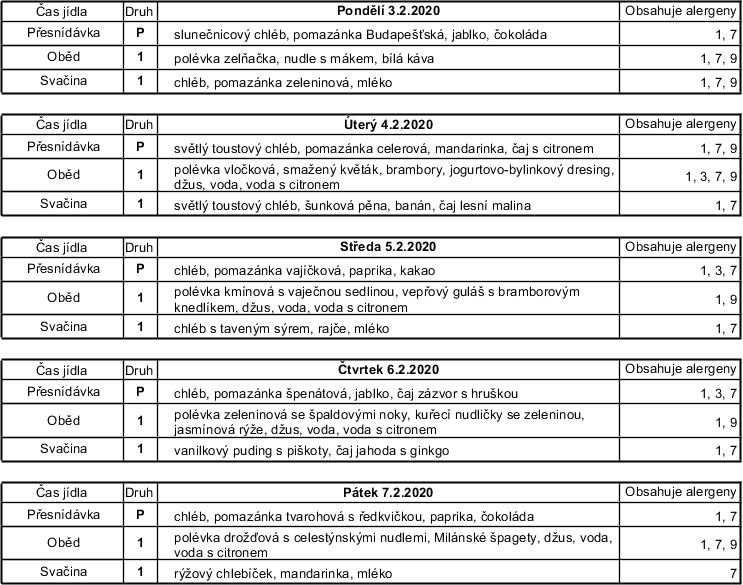 Čas jídla Druh Pondělí 3.2.2020 Obsahuje alergeny
Přesnídávka P slunečnicový chléb, pomazánka Budapešťská, jablko, čokoláda 1, 7
Oběd 1 polévka zelňačka, nudle s mákem, bílá káva 1, 7, 9
Svačina 1 chléb, pomazánka zeleninová, mléko 1, 7, 9
Čas jídla Druh Úterý 4.2.2020 Obsahuje alergeny
Přesnídávka P světlý toustový chléb, pomazánka celerová, mandarinka, čaj s citronem 1, 7, 9
Oběd 1 polévka vločková, smažený květák, brambory, jogurtovo-bylinkový dresing, 1, 3, 7, 9
džus, voda, voda s citronem
Svačina 1 světlý toustový chléb, šunková pěna, banán, čaj lesní malina 1, 7
Čas jídla Druh Středa 5.2.2020 Obsahuje alergeny
Přesnídávka P chléb, pomazánka vajíčková, paprika, kakao 1, 3, 7
Oběd 1 polévka kmínová s vaječnou sedlinou, vepřový guláš s bramborovým 1, 9
knedlíkem, džus, voda, voda s citronem
Svačina 1 chléb s taveným sýrem, rajče, mléko 1, 7
Čas jídla Druh Čtvrtek 6.2.2020 Obsahuje alergeny
Přesnídávka P chléb, pomazánka špenátová, jablko, čaj zázvor s hruškou 1, 3, 7
Oběd 1 polévka zeleninová se špaldovými noky, kuřecí nudličky se zeleninou, 1, 9
jasmínová rýže, džus, voda, voda s citronem
Svačina 1 vanilkový puding s piškoty, čaj jahoda s ginkgo 1, 7
Čas jídla Druh Pátek 7.2.2020 Obsahuje alergeny
Přesnídávka P chléb, pomazánka tvarohová s ředkvičkou, paprika, čokoláda 1, 7
Oběd 1 polévka drožďová s celestýnskými nudlemi, Milánské špagety, džus, voda, 1, 7, 9
voda s citronem
Svačina 1 rýžový chlebíček, mandarinka, mléko 7